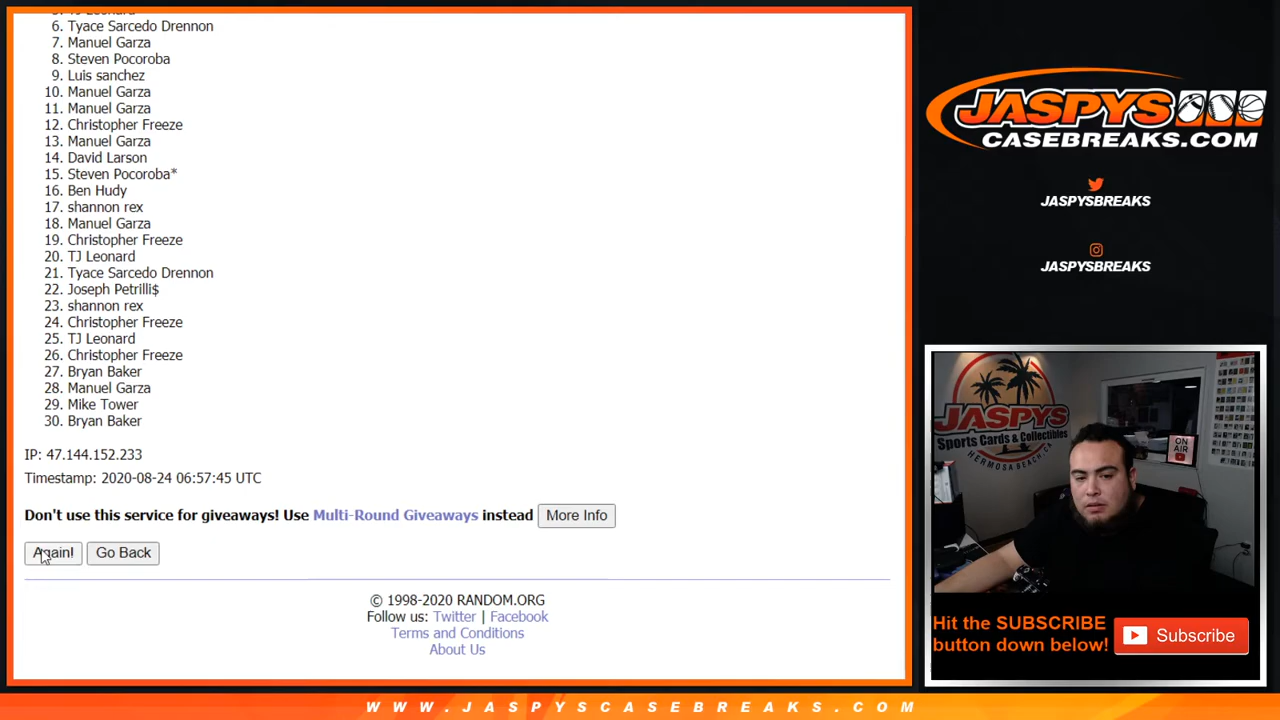 6. Tyace Sarcedo Drennon
7. Manuel Garza
8. Steven Pocoroba
9. Luis sanchez
10. Manuel Garza
11. Manuel Garza
12. Christopher Freeze
13. Manuel Garza
14. David Larson
15. Steven Pocoroba*
16. Ben Hudy
17. shannon rex
18. Manuel Garza
19. Christopher Freeze
20. TJ Leonard
21. Tyace Sarcedo Drennon
22. Joseph Petrilli$
23. shannon rex
24. Christopher Freeze
25. TJ Leonard
26. Christopher Freeze
27. Bryan Baker
28. Manuel Garza
29. Mike Tower
30. Bryan Baker
IP: 47.144.152.233
Timestamp: 2020-08-24 06:57:45 UTC
Don't use this service for giveaways! Use Multi-Round Giveaways instead More Info
Again! Go Back
© 1998-2020 RANDOM.ORG
Follow us: Twitter | Facebook
Terms and Conditions
About Us
JASPYS
CASEBREAKS.COM
JASPYSBREAKS
JASPYSBREAKS
JASPYS
Sports Cards & Collectibles
HERMOSA BEACH, CA
ON
AIR
Hit the SUBSCRIBE
button down below!
Subscribe
WWW.JASPYSCASEBREAKS.COM